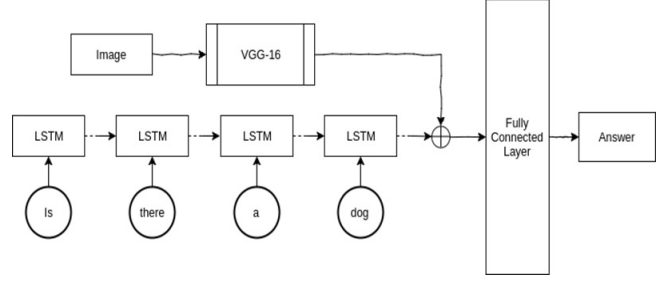 Image
VGG-16
LSTM
LSTM
LSTM
LSTM
Is
there
a
dog
Fully
Connected
Layer
Answer